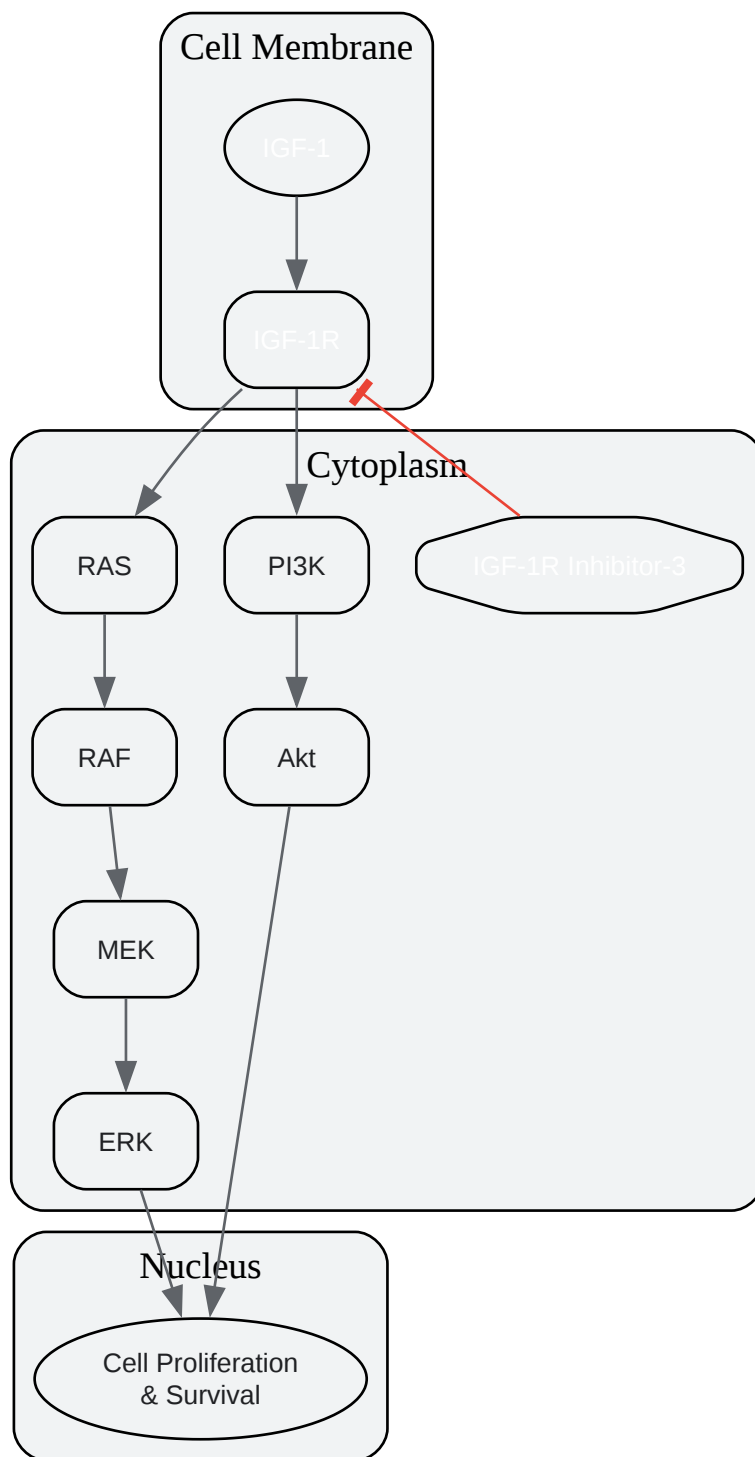 Cell Membrane
IGF-1
IGF-1R
Cytoplasm
RAS
PI3K
IGF-1R Inhibitor-3
RAF
Akt
MEK
ERK
Nucleus
Cell Proliferation
& Survival